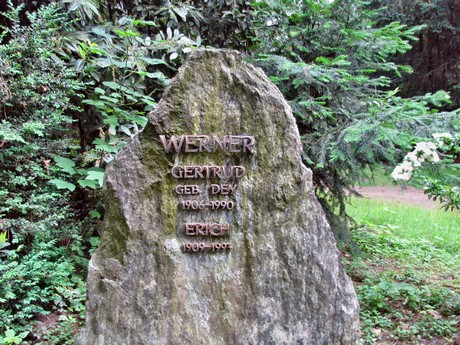 WERNER
GERTRUD
GEB. DEY
1906-1990
ERICH
1909-1993